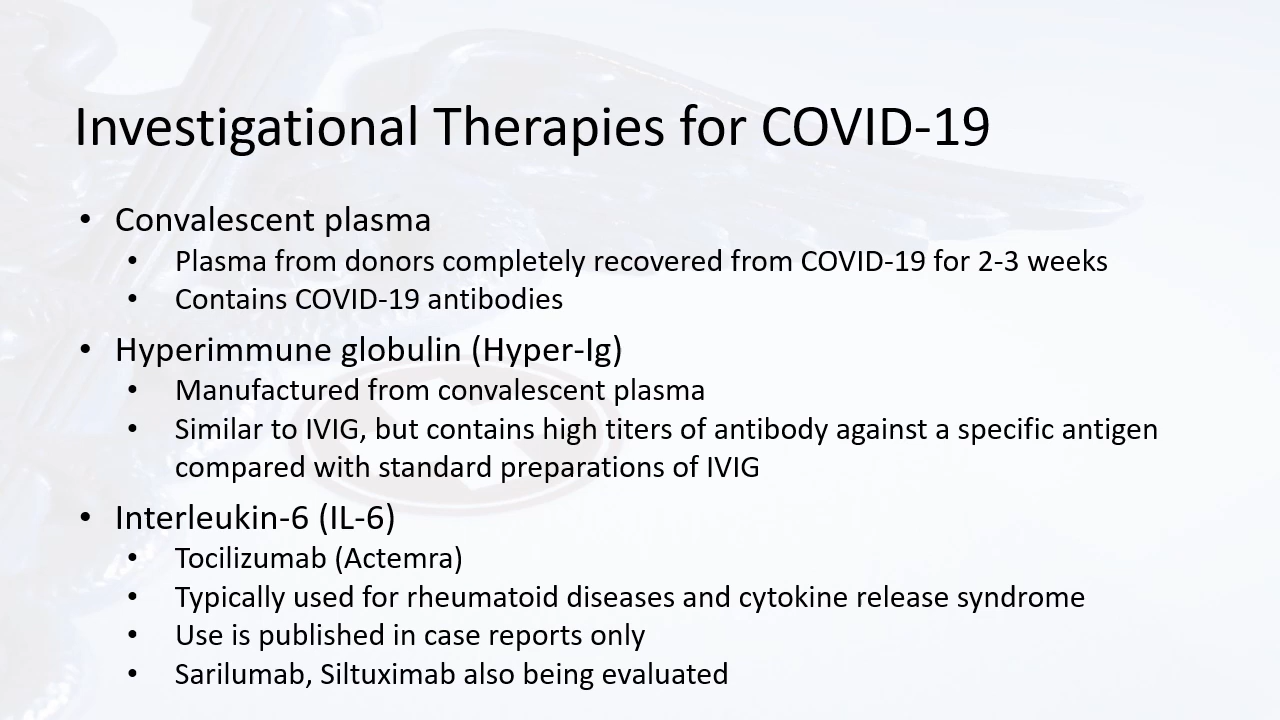 Investigational Therapies for COVID-19
• Convalescent plasma
• Plasma from donors completely recovered from COVID-19 for 2-3 weeks
• Contains COVID-19 antibodies
• Hyperimmune globulin (Hyper-Ig)
• Manufactured from convalescent plasma
• Similar to IVIG, but contains high titers of antibody against a specific antigen
compared with standard preparations of IVIG
• Interleukin-6 (IL-6)
• Tocilizumab (Actemra)
• Typically used for rheumatoid diseases and cytokine release syndrome
• Use is published in case reports only
• Sarilumab, Siltuximab also being evaluated